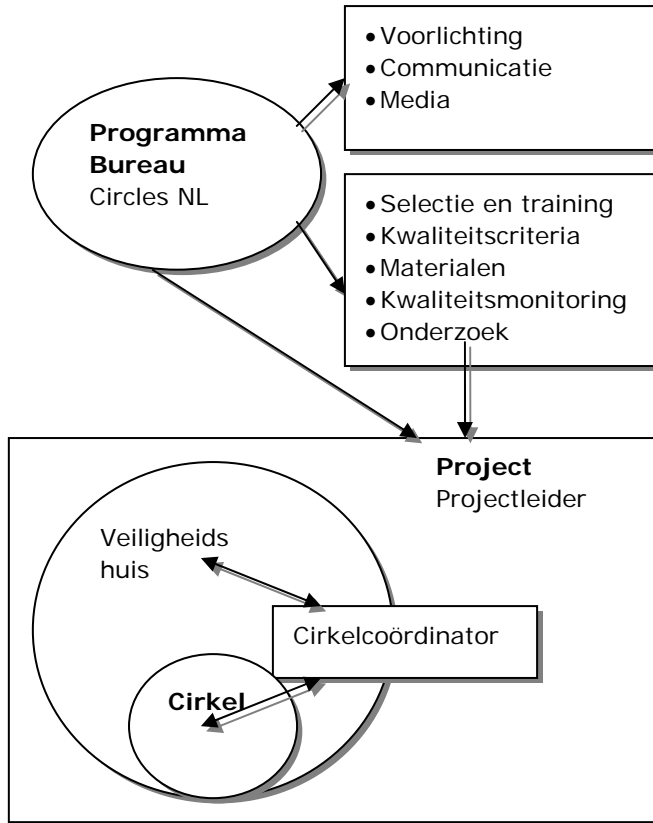 Programma
Bureau
Circles NL
• Voorlichting
• Communicatie
• Media
• Selectie en training
• Kwaliteitscriteria
• Materialen
• Kwaliteitsmonitoring
• Onderzoek
Project
Projectleider
Veiligheids
huis
Cirkelcoördinator
Cirkel